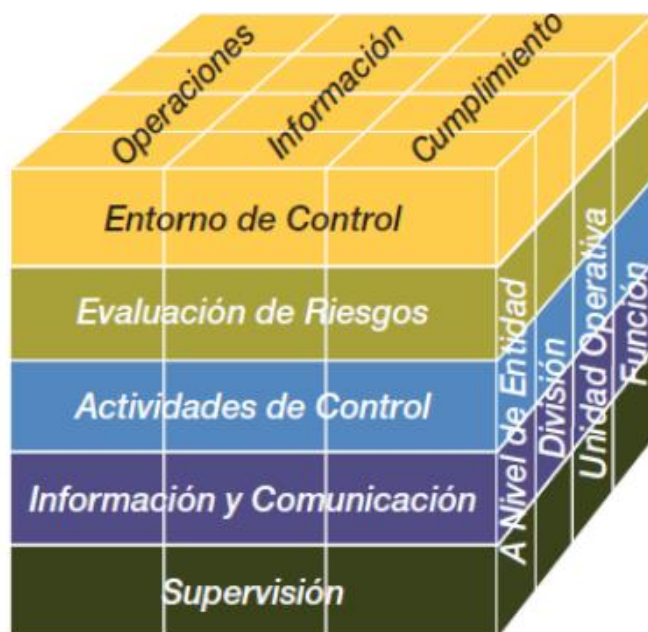 Operaciones
Información
Cumplimiento
Entorno de Control
Evaluación de Riesgos
Actividades de Control
Información y Comunicación
Supervisión
A Nivel de Entidad
División
Unidad Operativa
Función